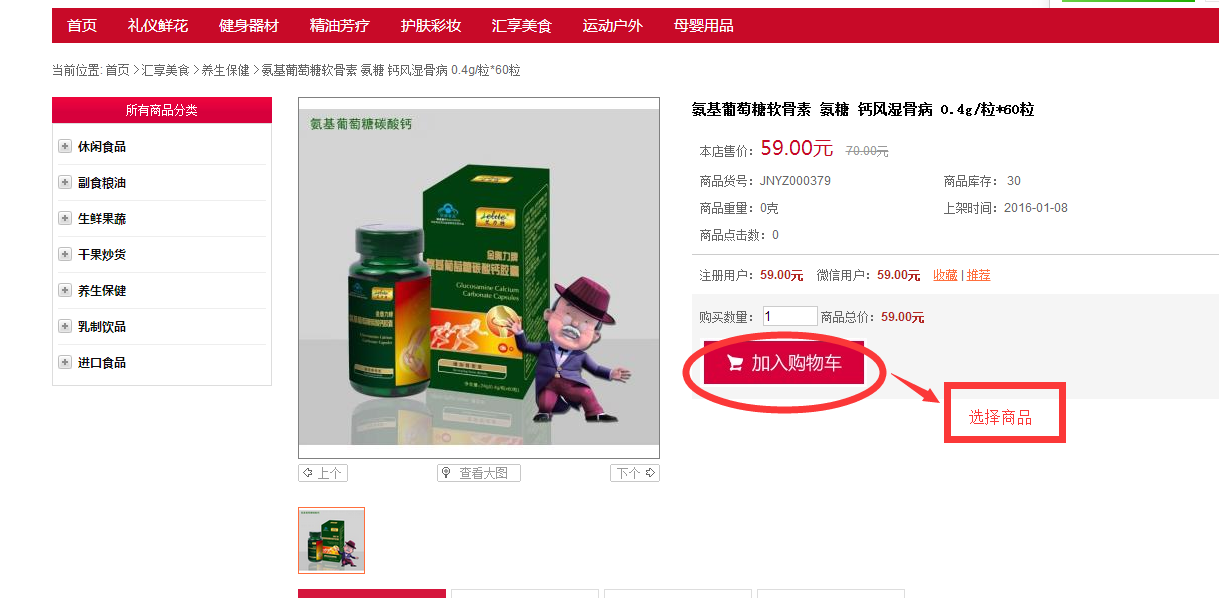 首页 礼仪鲜花 健身器材 精油芳疗 护肤彩妆 汇享美食 运动户外 母婴用品
当前位置: 首页 > 汇享美食 > 养生保健 > 氨基葡萄糖软骨素 氨糖 钙风湿骨病 0.4g/粒*60粒
所有商品分类
休闲食品
副食粮油
生鲜果蔬
干果炒货
养生保健
乳制饮品
进口食品
氨基葡萄糖碳酸钙
氨基葡萄糖碳酸钙胶囊
Glucosamine Calcium
Carbonate Capsules
上个
查看大图
下个
氨基葡萄糖软骨素 氨糖 钙风湿骨病 0.4g/粒*60粒
本店售价: 59.00元 70.00元
商品货号: JNYZ000379 商品库存: 30
商品重量: 0克 上架时间: 2016-01-08
商品点击数: 0
注册用户: 59.00元 微信用户: 59.00元 收藏 | 推荐
购买数量: 1 商品总价: 59.00元
加入购物车
选择商品